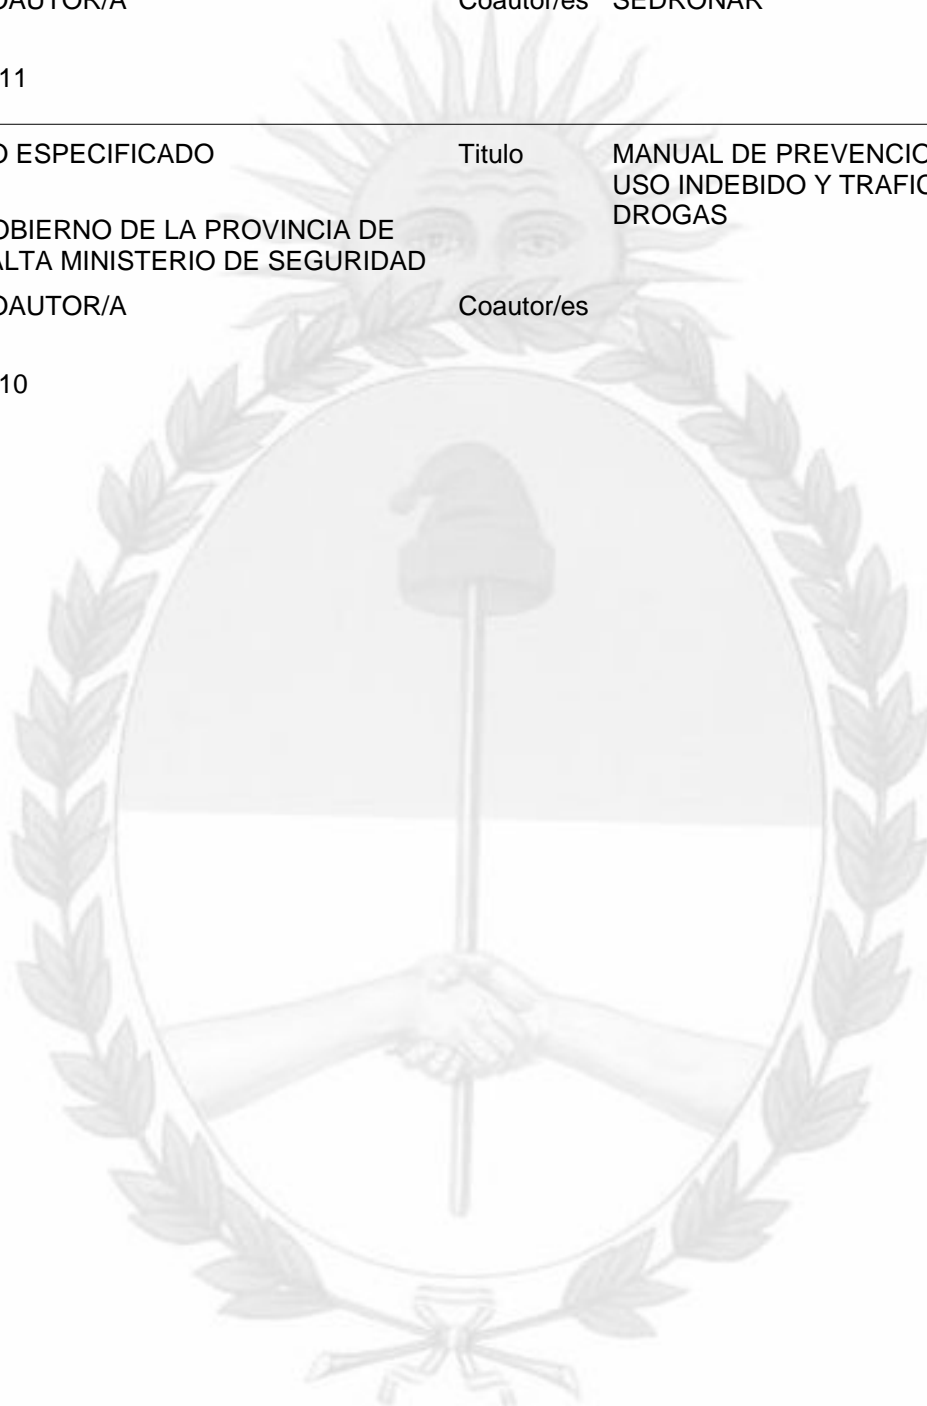 OAUTOR/A Coautor/es SEDRONAR
11
O ESPECIFICADO Titulo MANUAL DE PREVENCIO
USO INDEBIDO Y TRAFIC
DROGAS
OBIERNO DE LA PROVINCIA DE
ALTA MINISTERIO DE SEGURIDAD
OAUTOR/A Coautor/es
10